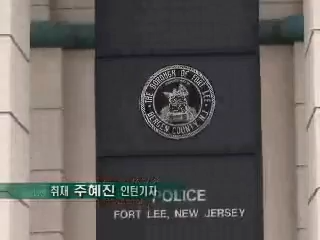 THE BOROUGH OF FORT LEE
BERGEN COUNTY N.J.
취재 주혜진 인턴기자
POLICE
FORT LEE, NEW JERSEY